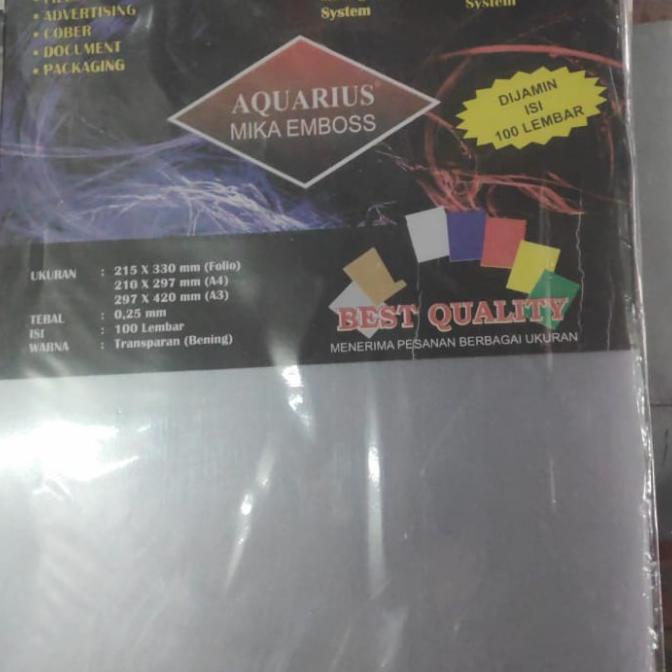 • ADVERTISING
• COBER
• DOCUMENT
• PACKAGING
System
System
AQUARIUS®
MIKA EMBOSS
DIJAMIN
ISI
100 LEMBAR
UKURAN : 215 X 330 mm (Folio)
210 X 297 mm (A4)
297 X 420 mm (A3)
TEBAL : 0,25 mm
ISI : 100 Lembar
WARNA : Transparan (Bening)
BEST QUALITY
MENERIMA PESANAN BERBAGAI UKURAN